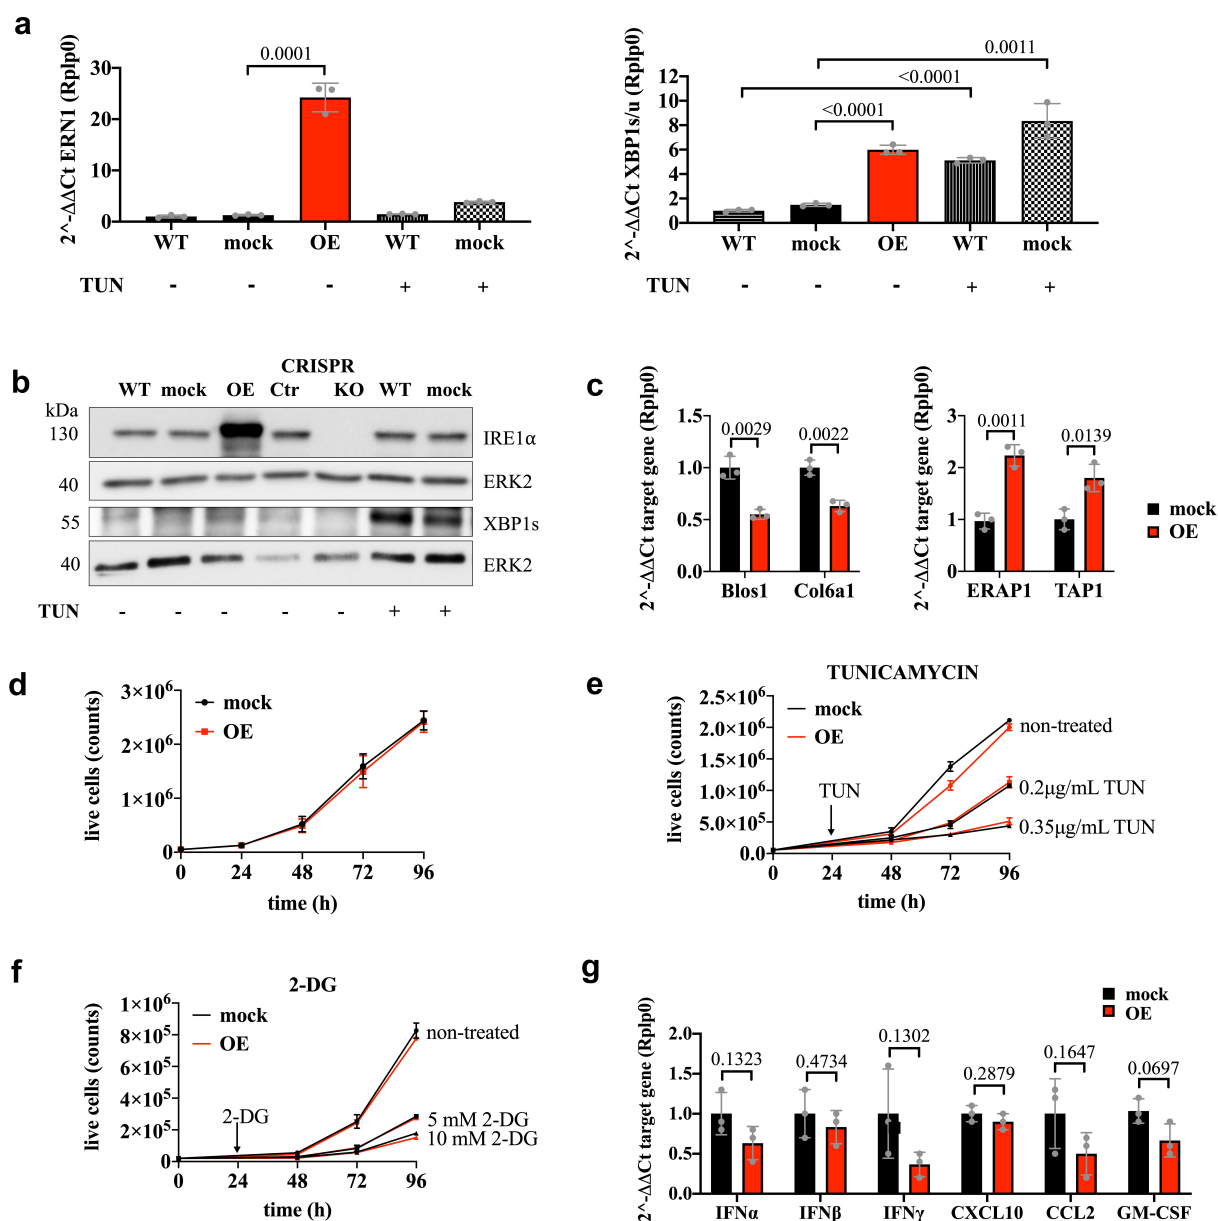 a
2^-ΔΔCt ERN1 (Rplp0)
30
20
10
0
0.0001
WT mock OE WT mock
TUN - - - + +
2^-ΔΔCt XBP1s/u (Rplp0)
12
10
8
6
4
2
0
0.0011
<0.0001
<0.0001
WT mock OE WT mock
TUN - - - + +
b
CRISPR
WT mock OE Ctr KO WT mock
kDa
130 IRE1α
40 ERK2
55 XBP1s
40 ERK2
TUN - - - - - + +
c
2^-ΔΔCt target gene (Rplp0)
1.5
1.0
0.5
0.0
0.0029 0.0022
Blos1 Col6a1
2^-ΔΔCt target gene (Rplp0)
3
2
1
0
0.0011
0.0139
ERAP1 TAP1
mock
OE
d
live cells (counts)
3×10⁶
2×10⁶
1×10⁶
0
mock
OE
0 24 48 72 96
time (h)
e
TUNICAMYCIN
live cells (counts)
2.5×10⁶
2.0×10⁶
1.5×10⁶
1.0×10⁶
5.0×10⁵
0.0
mock
OE
TUN
non-treated
0.2µg/mL TUN
0.35µg/mL TUN
0 24 48 72 96
time (h)
f
2-DG
live cells (counts)
1×10⁶
8×10⁵
6×10⁵
4×10⁵
2×10⁵
0
mock
OE
2-DG
non-treated
5 mM 2-DG
10 mM 2-DG
0 24 48 72 96
time (h)
g
mock
OE
2^-ΔΔCt target gene (Rplp0)
2.0
1.5
1.0
0.5
0.0
0.1323 0.4734 0.1302 0.2879 0.1647 0.0697
IFNα IFNβ IFNγ CXCL10 CCL2 GM-CSF